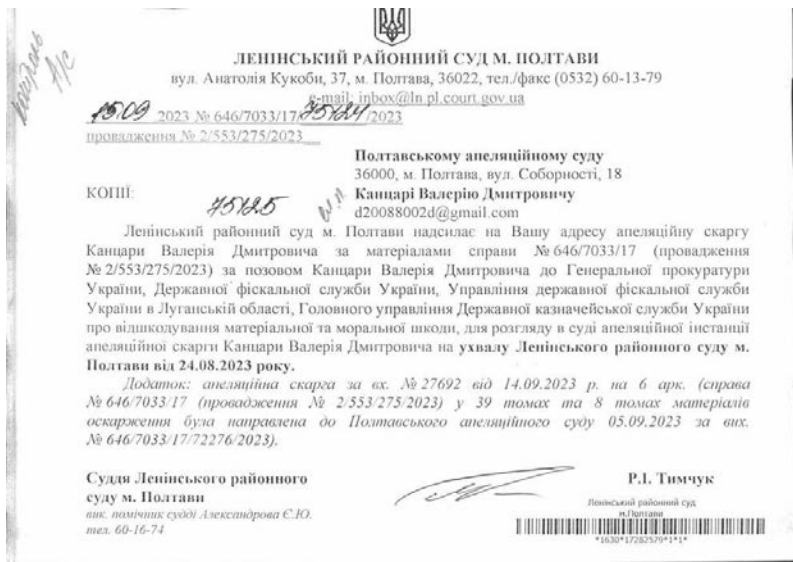 контроль
А/С
ЛЕНІНСЬКИЙ РАЙОННИЙ СУД М. ПОЛТАВИ
вул. Анатолія Кукоби, 37, м. Полтава, 36022, тел./факс (0532) 60-13-79
e-mail: inbox@ln.pl.court.gov.ua
15.09 2023 № 646/7033/17/75124/2023
провадження № 2/553/275/2023
Полтавському апеляційному суду
36000, м. Полтава, вул. Соборності, 18
КОПІЇ: 75125 Канцарі Валерію Дмитровичу
d20088002d@gmail.com
Ленінський районний суд м. Полтави надсилає на Вашу адресу апеляційну скаргу
Канцари Валерія Дмитровича за матеріалами справи № 646/7033/17 (провадження
№ 2/553/275/2023) за позовом Канцари Валерія Дмитровича до Генеральної прокуратури
України, Державної фіскальної служби України, Управління державної фіскальної служби
України в Луганській області, Головного управління Державної казначейської служби України
про відшкодування матеріальної та моральної шкоди, для розгляду в суді апеляційної інстанції
апеляційної скарги Канцари Валерія Дмитровича на ухвалу Ленінського районного суду м.
Полтави від 24.08.2023 року.
Додаток: апеляційна скарга за вх. № 27692 від 14.09.2023 р. на 6 арк. (справа
№ 646/7033/17 (провадження № 2/553/275/2023) у 39 томах та 8 томах матеріалів
оскарження була направлена до Полтавського апеляційного суду 05.09.2023 за вих.
№ 646/7033/17/72276/2023).
Суддя Ленінського районного
суду м. Полтави
Р.І. Тимчук
вик. помічник судді Александрова Є.Ю.
тел. 60-16-74
Ленінський районний суд
м.Полтави
*1630*17282579*1*1*